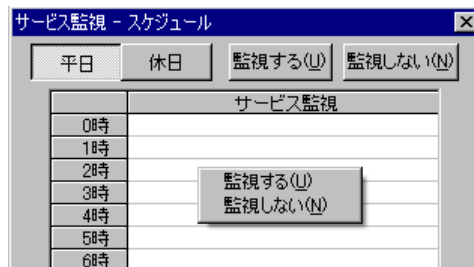 サービス監視 - スケジュール
平日 休日 監視する(U) 監視しない(N)
サービス監視
0時
1時
2時
3時
4時
5時
6時
監視する(U)
監視しない(N)